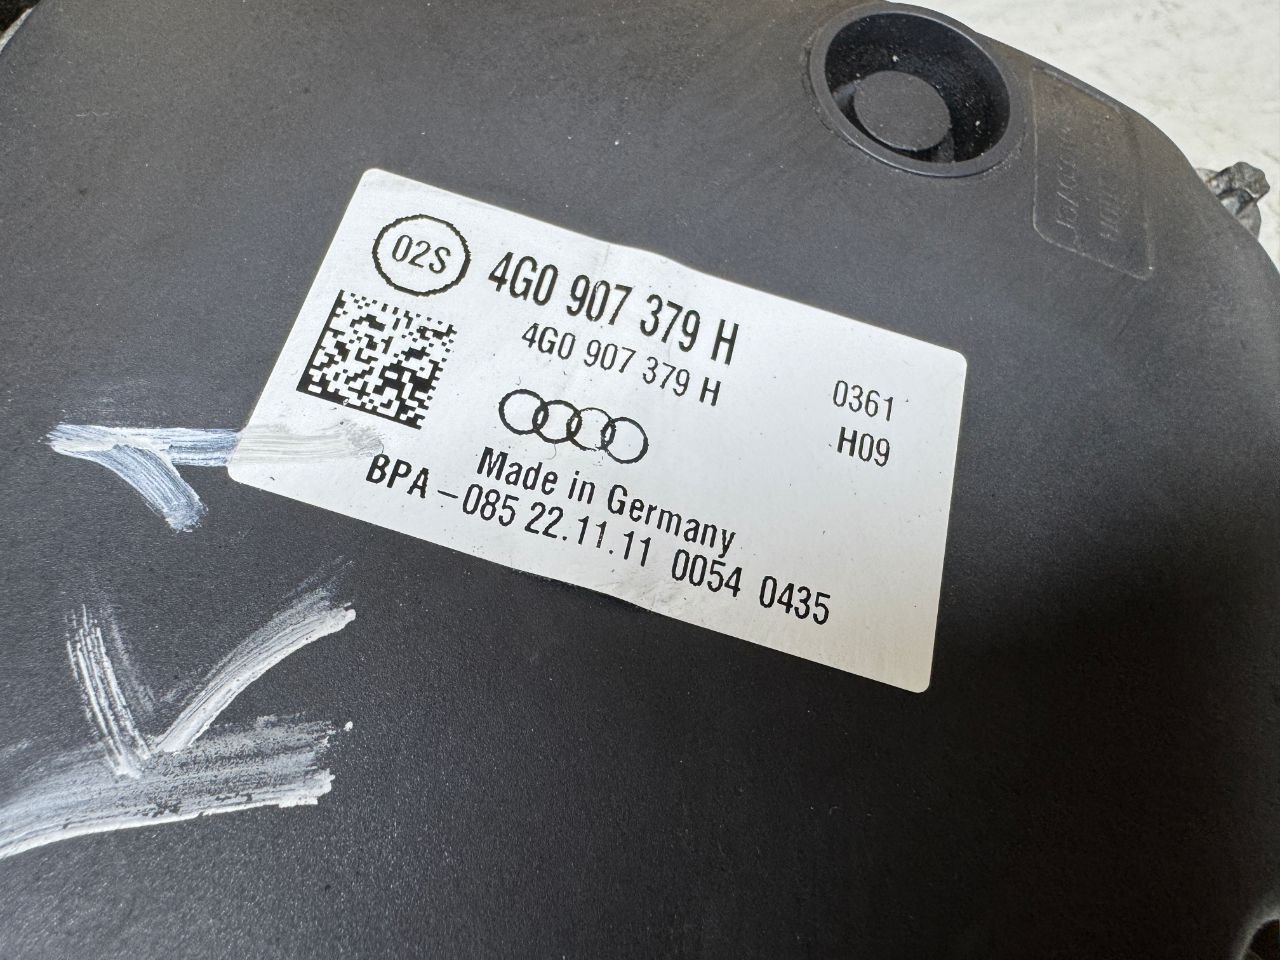 02S
4G0 907 379 H
4G0 907 379 H
0361
H09
Made in Germany
BPA-085 22.11.11 0054 0435